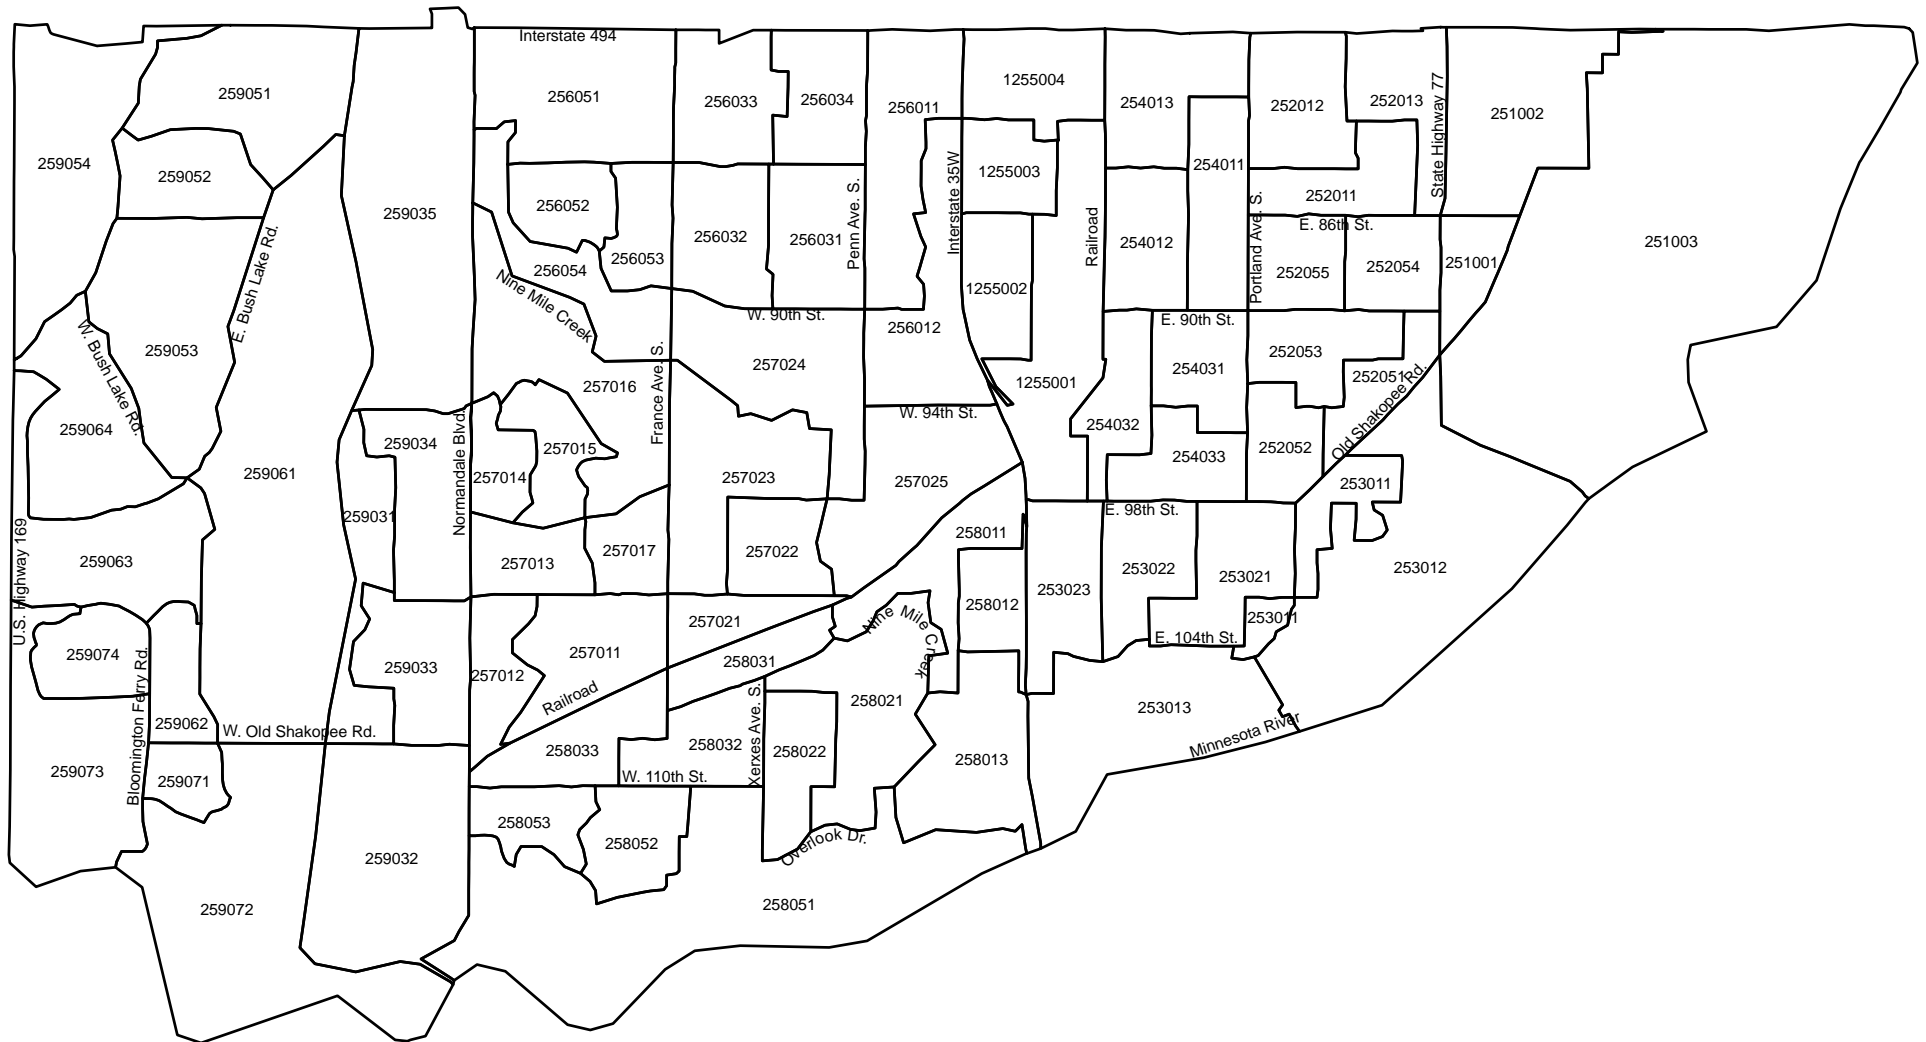 Interstate 494
1255004
259051
256051
256033
256034
254013
252012
252013
256011
251002
State Highway 77
259054
259052
1255003
254011
252011
259035
256052
Penn Ave. S.
Interstate 35W
Railroad
Portland Ave. S.
E. 86th St.
256032
256031
254012
251003
256053
256054
252055
252054
251001
E. Bush Lake Rd.
1255002
Nine Mile Creek
W. 90th St.
256012
E. 90th St.
259053
W. Bush Lake Rd.
252053
257024
254031
252051
257016
1255001
France Ave. S.
Old Shakopee Rd.
W. 94th St.
259064
259034
Normandale Blvd.
257015
254032
252052
254033
259061
257014
257023
257025
253011
E. 98th St.
259031
U.S. Highway 169
258011
257017
257022
259063
257013
253022
253012
253021
253023
258012
Nine Mile Creek
257021
253011
E. 104th St.
259074
257011
258031
259033
257012
Bloomington Ferry Rd.
Railroad
258021
253013
259062
W. Old Shakopee Rd.
Xerxes Ave. S.
Minnesota River
258033
258032
258022
258013
259073
259071
W. 110th St.
258053
Overlook Dr.
258052
259032
259072
258051